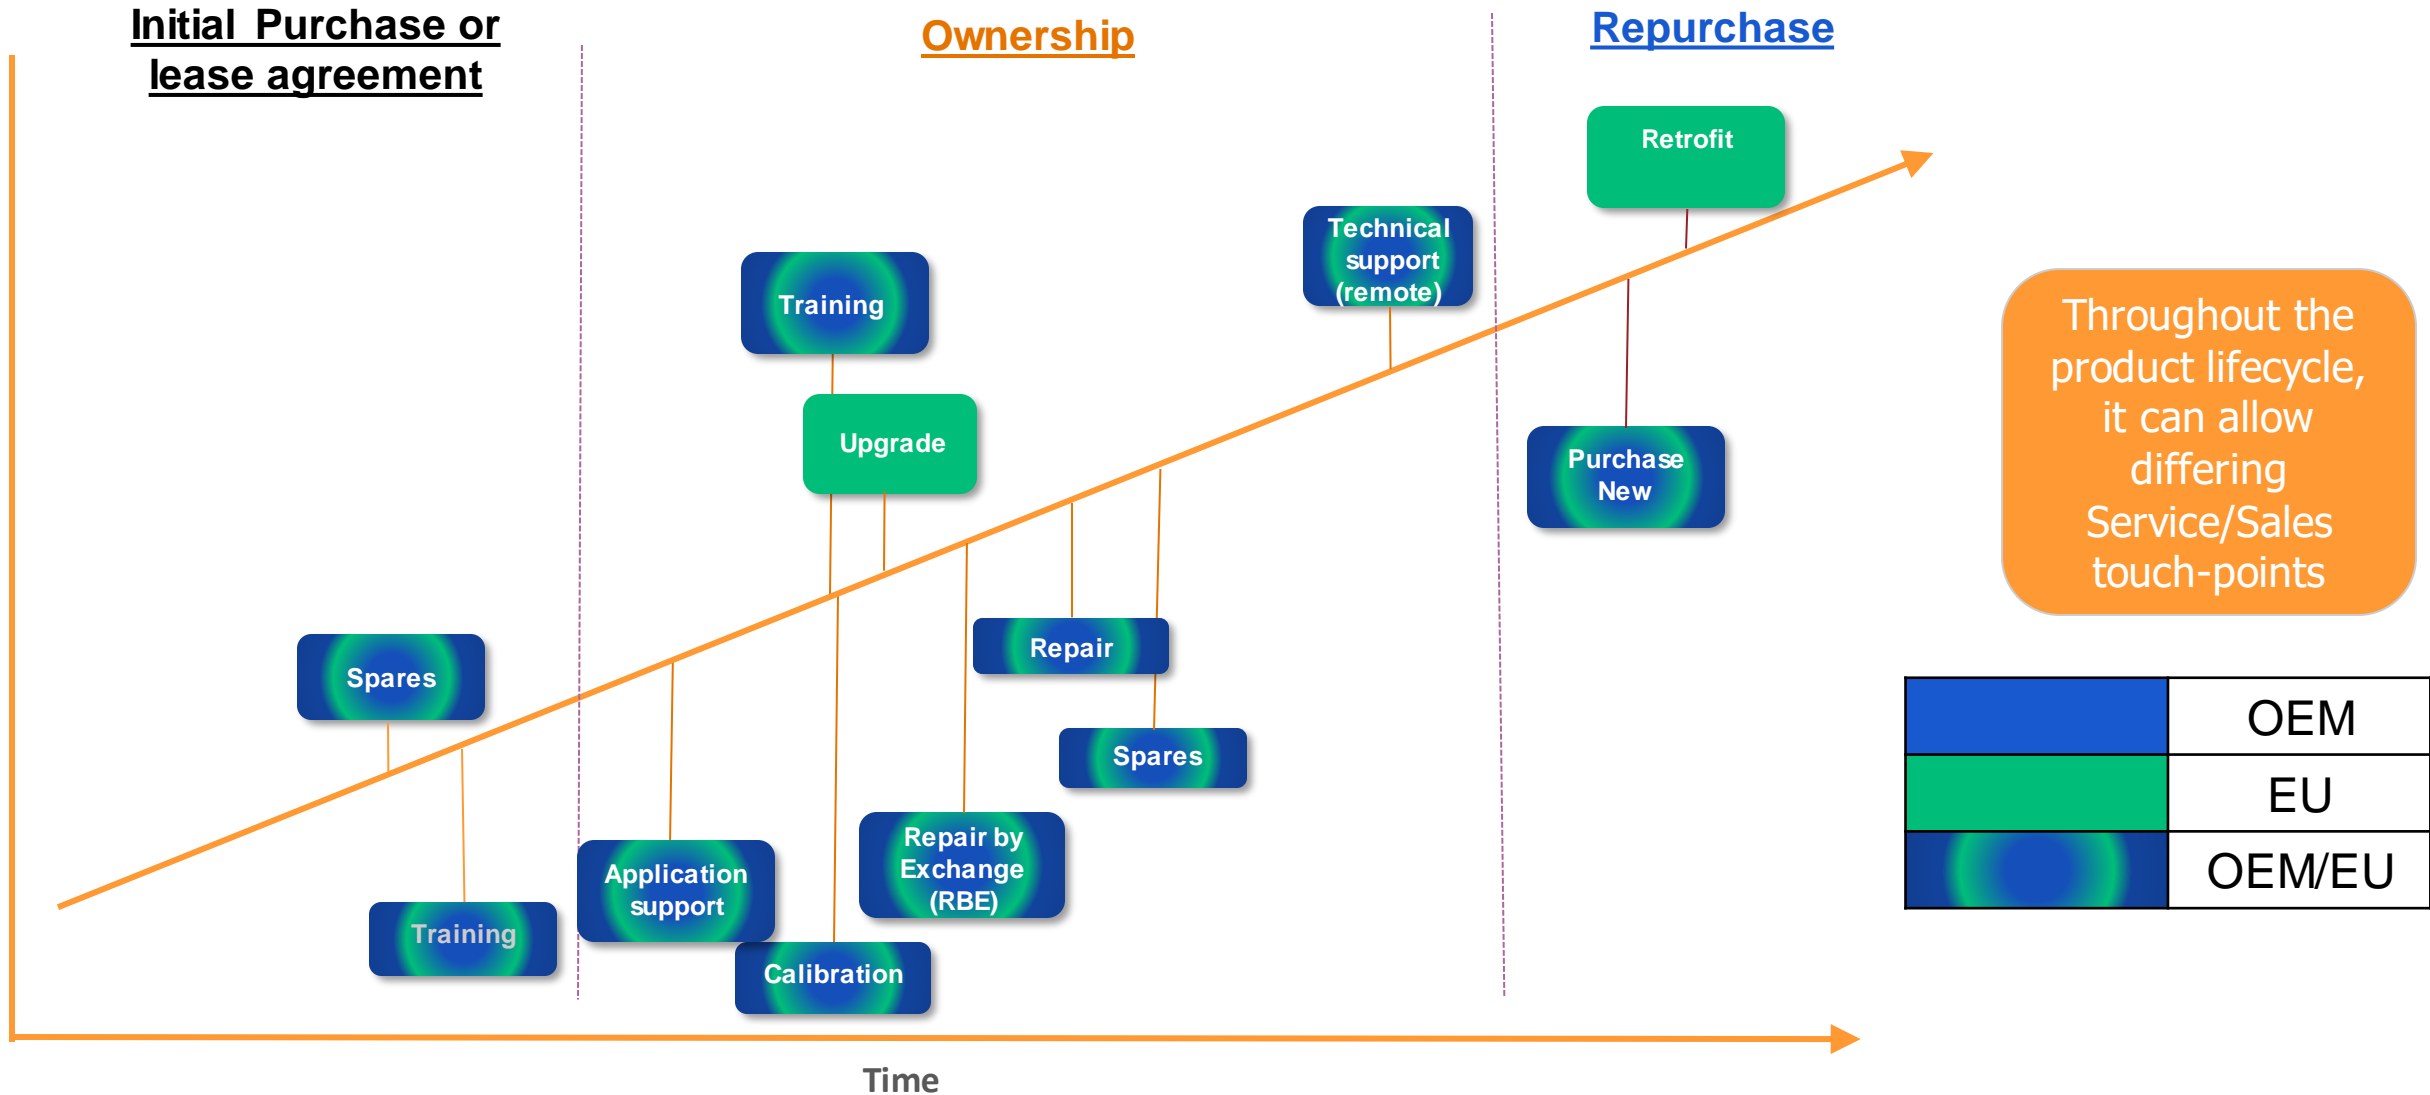 Initial Purchase or
lease agreement
Ownership
Repurchase
Retrofit
Technical
support
(remote)
Training
Upgrade
Purchase
New
Spares
Repair
Spares
Training
Application
support
Repair by
Exchange
(RBE)
Calibration
Time
Throughout the
product lifecycle,
it can allow
differing
Service/Sales
touch-points
OEM
EU
OEM/EU